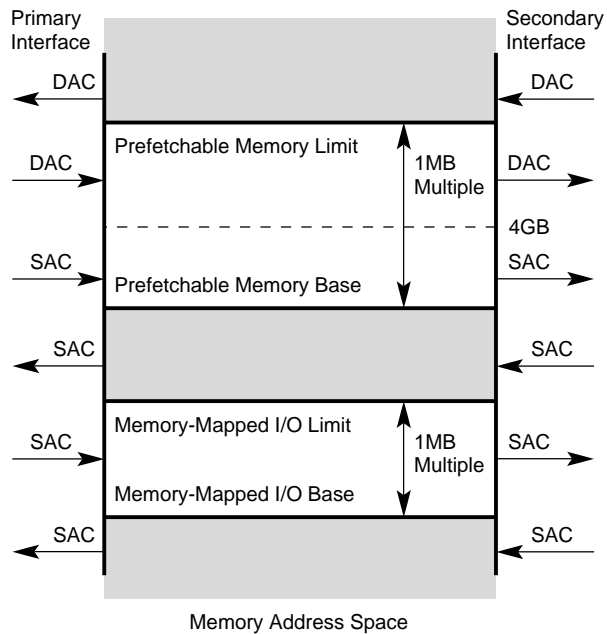 Primary
Interface
Secondary
Interface
DAC
DAC
Prefetchable Memory Limit
DAC
1MB
Multiple
DAC
4GB
SAC
SAC
Prefetchable Memory Base
SAC
SAC
Memory-Mapped I/O Limit
SAC
1MB
Multiple
SAC
Memory-Mapped I/O Base
SAC
SAC
Memory Address Space